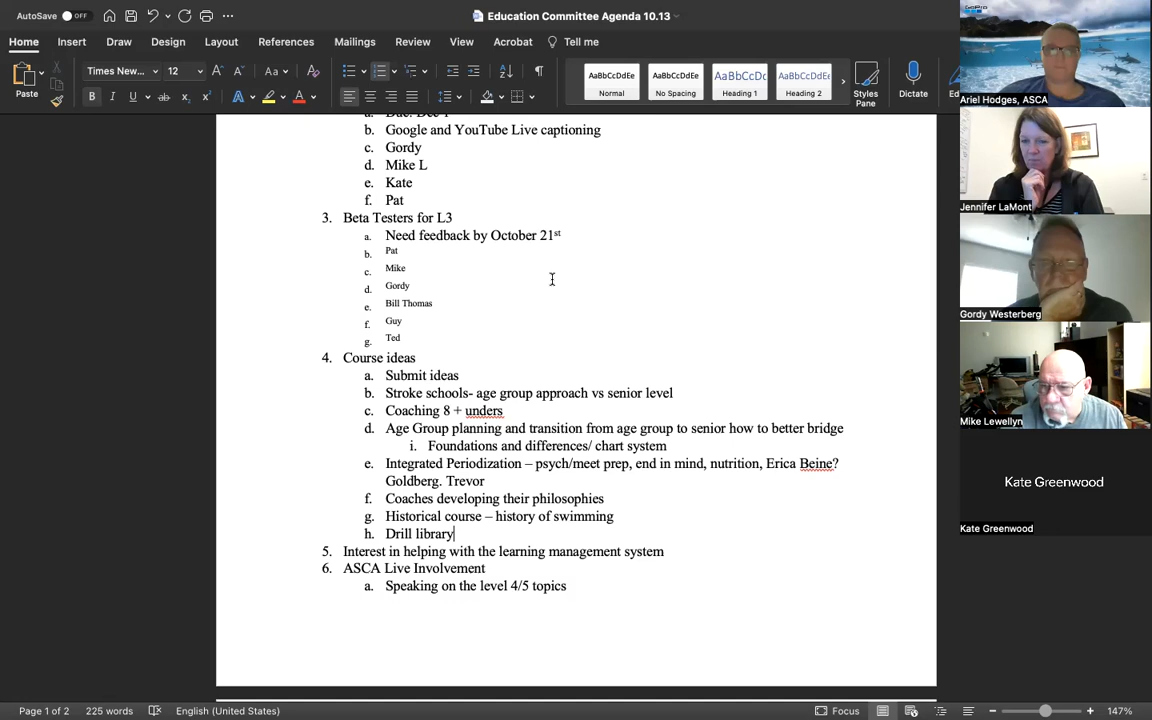 AutoSave OFF
Education Committee Agenda 10.13
GoPro
Home Insert Draw Design Layout References Mailings Review View Acrobat Tell me
Paste
Times New... 12
Aa
AaBbCcDdEe
Normal
AaBbCcDdEe
No Spacing
AaBbCcDc
Heading 1
AaBbCcDdEe
Heading 2
Styles Pane
Dictate
Ariel Hodges, ASCA
a. Due: Dec 1
b. Google and YouTube Live captioning
c. Gordy
d. Mike L
e. Kate
f. Pat
3. Beta Testers for L3
a. Need feedback by October 21st
b. Pat
c. Mike
d. Gordy
e. Bill Thomas
f. Guy
g. Ted
4. Course ideas
a. Submit ideas
b. Stroke schools- age group approach vs senior level
c. Coaching 8 + unders
d. Age Group planning and transition from age group to senior how to better bridge
i. Foundations and differences/ chart system
e. Integrated Periodization – psych/meet prep, end in mind, nutrition, Erica Beine?
Goldberg. Trevor
f. Coaches developing their philosophies
g. Historical course – history of swimming
h. Drill library
5. Interest in helping with the learning management system
6. ASCA Live Involvement
a. Speaking on the level 4/5 topics
Jennifer LaMont
Gordy Westerberg
Mike Lewellyn
Kate Greenwood
Kate Greenwood
Page 1 of 2 225 words English (United States) Focus 147%